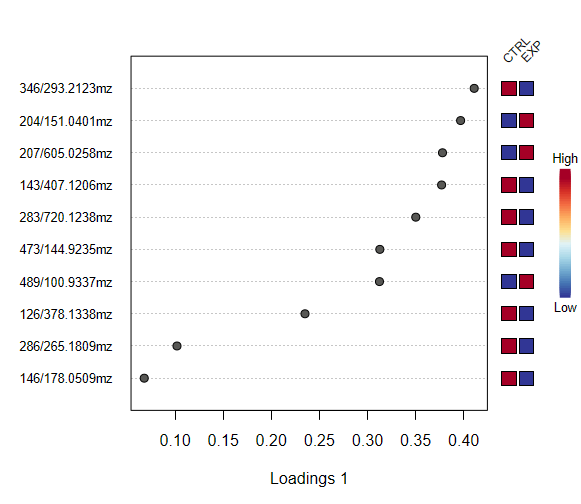 CTRL
EXP
346/293.2123mz
204/151.0401mz
207/605.0258mz
143/407.1206mz
283/720.1238mz
473/144.9235mz
489/100.9337mz
126/378.1338mz
286/265.1809mz
146/178.0509mz
High
Low
0.10 0.15 0.20 0.25 0.30 0.35 0.40
Loadings 1